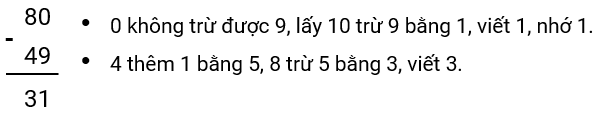 80
-
49
31
• 0 không trừ được 9, lấy 10 trừ 9 bằng 1, viết 1, nhớ 1.
• 4 thêm 1 bằng 5, 8 trừ 5 bằng 3, viết 3.